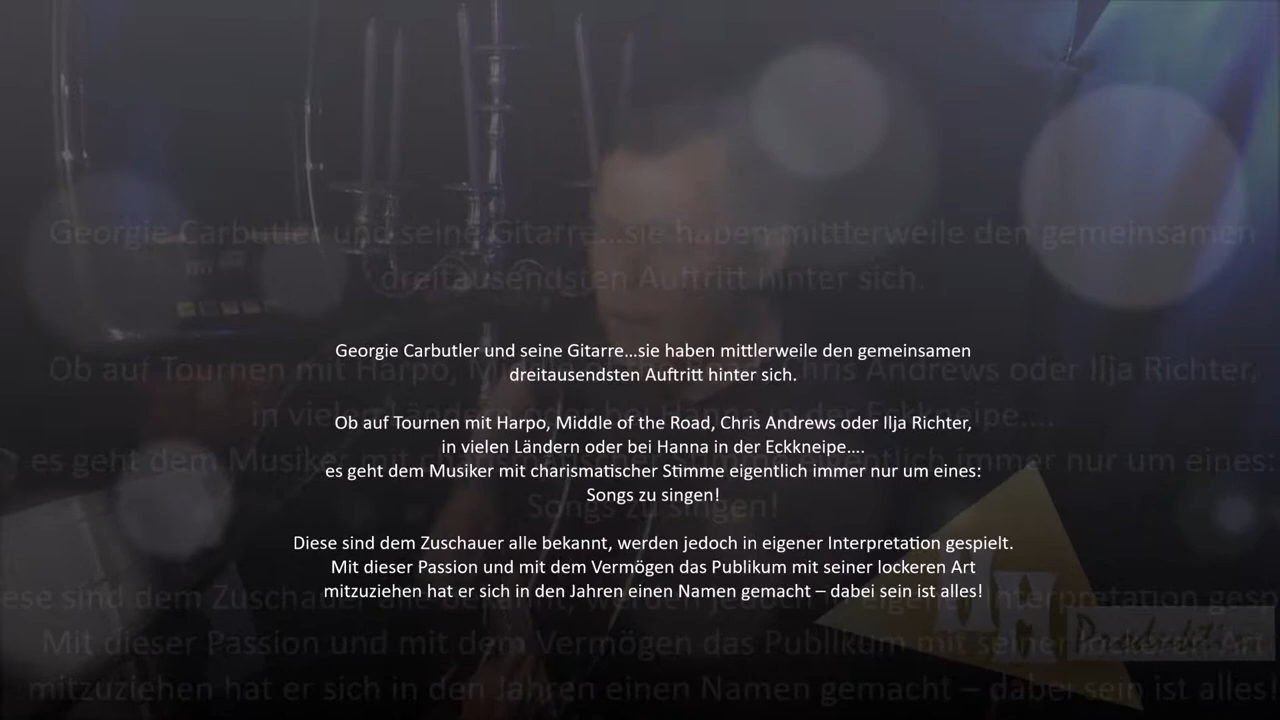 Georgie Carbutler und seine Gitarre...sie haben mittlerweile den gemeinsamen
dreitausendsten Auftritt hinter sich.
Ob auf Tournen mit Harpo, Middle of the Road, Chris Andrews oder Ilja Richter,
in vielen Ländern oder bei Hanna in der Eckkneipe....
es geht dem Musiker mit charismatischer Stimme eigentlich immer nur um eines:
Songs zu singen!
Diese sind dem Zuschauer alle bekannt, werden jedoch in eigener Interpretation gespielt.
Mit dieser Passion und mit dem Vermögen das Publikum mit seiner lockeren Art
mitzuziehen hat er sich in den Jahren einen Namen gemacht – dabei sein ist alles!